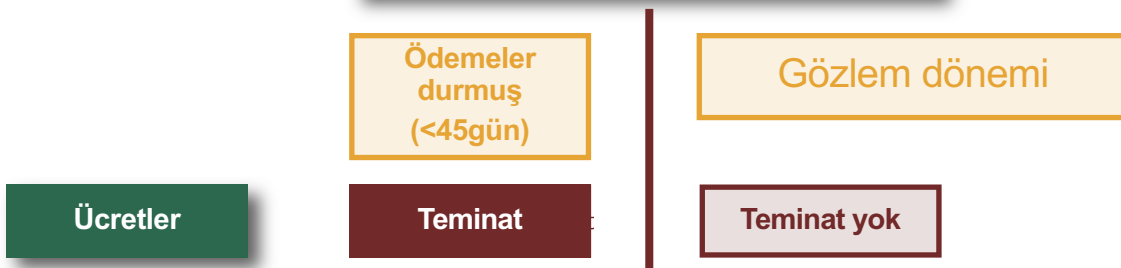 Ödemeler
durmuş
(<45gün)
Gözlem dönemi
Ücretler
Teminat
Teminat yok